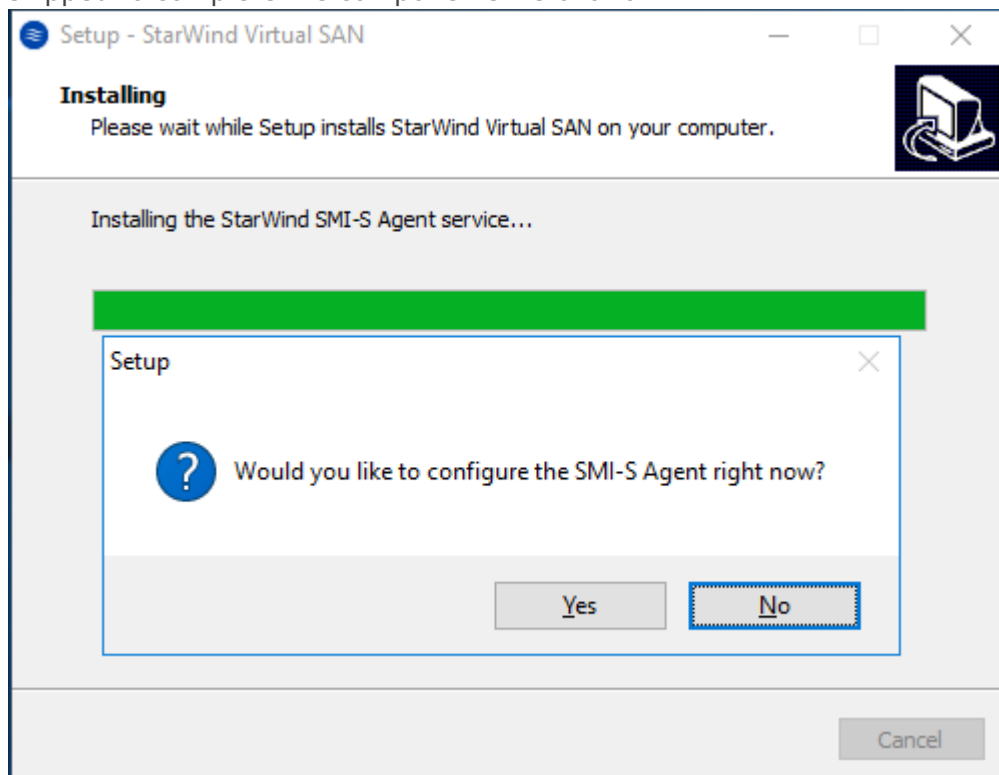 Setup - StarWind Virtual SAN
Installing
Please wait while Setup installs StarWind Virtual SAN on your computer.
Installing the StarWind SMI-S Agent service...
Setup
Would you like to configure the SMI-S Agent right now?
Yes No
Cancel